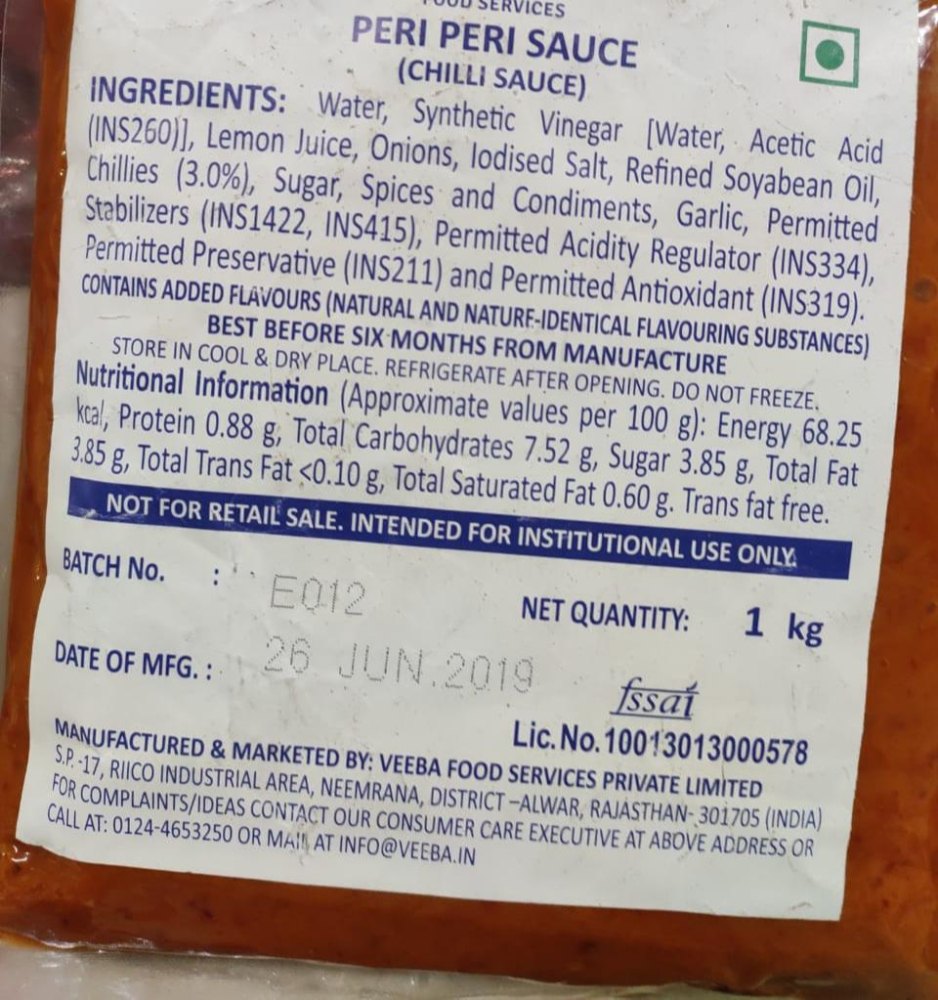 FOOD SERVICES
PERI PERI SAUCE
(CHILLI SAUCE)
INGREDIENTS: Water, Synthetic Vinegar [Water, Acetic Acid
(INS260)], Lemon Juice, Onions, Iodised Salt, Refined Soyabean Oil,
Chillies (3.0%), Sugar, Spices and Condiments, Garlic, Permitted
Stabilizers (INS1422, INS415), Permitted Acidity Regulator (INS334),
Permitted Preservative (INS211) and Permitted Antioxidant (INS319).
CONTAINS ADDED FLAVOURS (NATURAL AND NATURE-IDENTICAL FLAVOURING SUBSTANCES)
BEST BEFORE SIX MONTHS FROM MANUFACTURE
STORE IN COOL & DRY PLACE. REFRIGERATE AFTER OPENING. DO NOT FREEZE.
Nutritional Information (Approximate values per 100 g): Energy 68.25
kcal, Protein 0.88 g, Total Carbohydrates 7.52 g, Sugar 3.85 g, Total Fat
3.85 g, Total Trans Fat <0.10 g, Total Saturated Fat 0.60 g. Trans fat free.
NOT FOR RETAIL SALE. INTENDED FOR INSTITUTIONAL USE ONLY.
BATCH No. : E012
NET QUANTITY: 1 kg
DATE OF MFG. : 26 JUN.2019
fssai
Lic. No. 10013013000578
MANUFACTURED & MARKETED BY: VEEBA FOOD SERVICES PRIVATE LIMITED
S.P.-17, RIICO INDUSTRIAL AREA, NEEMRANA, DISTRICT–ALWAR, RAJASTHAN- 301705 (INDIA)
FOR COMPLAINTS/IDEAS CONTACT OUR CONSUMER CARE EXECUTIVE AT ABOVE ADDRESS OR
CALL AT: 0124-4653250 OR MAIL AT INFO@VEEBA.IN